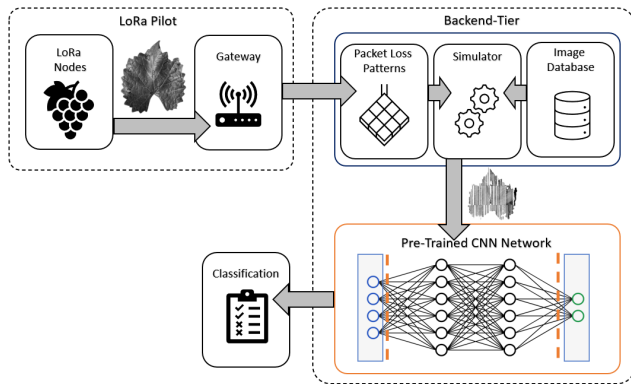 LoRa Pilot
LoRa
Nodes
Gateway
Backend-Tier
Packet Loss
Patterns
Simulator
Image
Database
Pre-Trained CNN Network
Classification